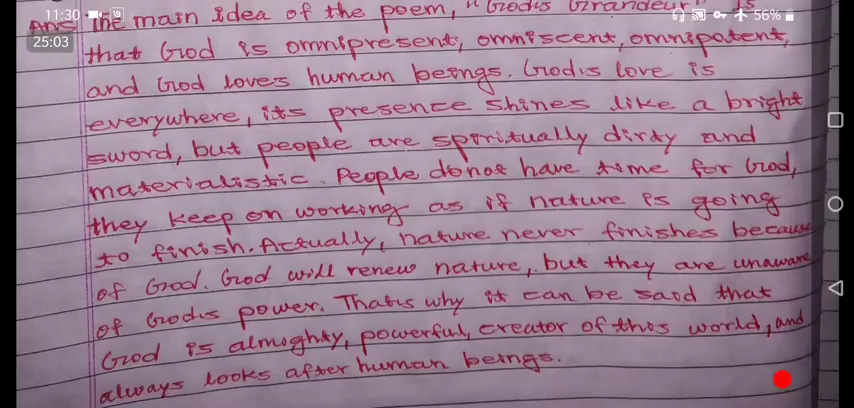 11:30 56%
Ans The main idea of the poem, "God's Grandeur" is
25:03
that God is omnipresent, omniscent, omnipotent,
and God loves human beings. God's love is
everywhere, its presence shines like a bright
sword, but people are spiritually dirty and
materialistic. People donot have time for God,
they keep on working as if nature is going
to finish. Actually, nature never finishes because
of God. God will renew nature, but they are unaware
of God's power. That's why it can be said that
God is almighty, powerful, creator of this world, and
always looks after human beings.